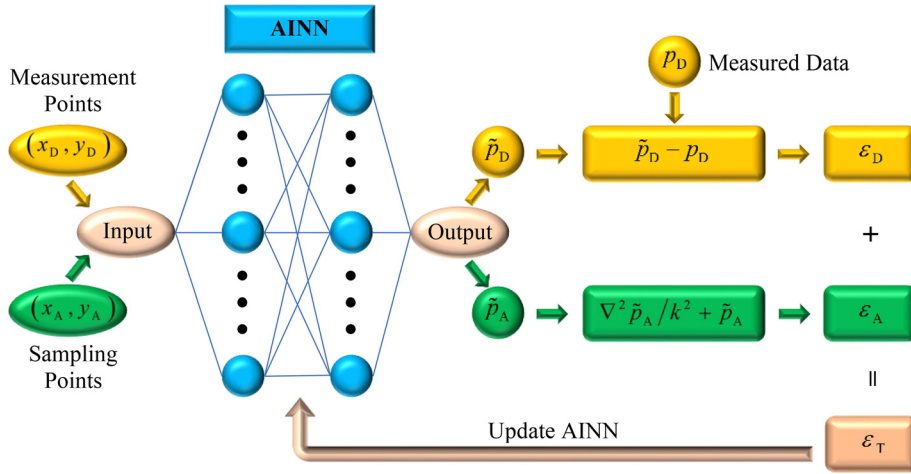 AINN
Measurement
Points
(x_D, y_D)
Input
(x_A, y_A)
Sampling
Points
Output
p_D
Measured Data
p̃_D
p̃_D − p_D
ε_D
+
p̃_A
∇² p̃_A / k² + p̃_A
ε_A
=
Update AINN
ε_T